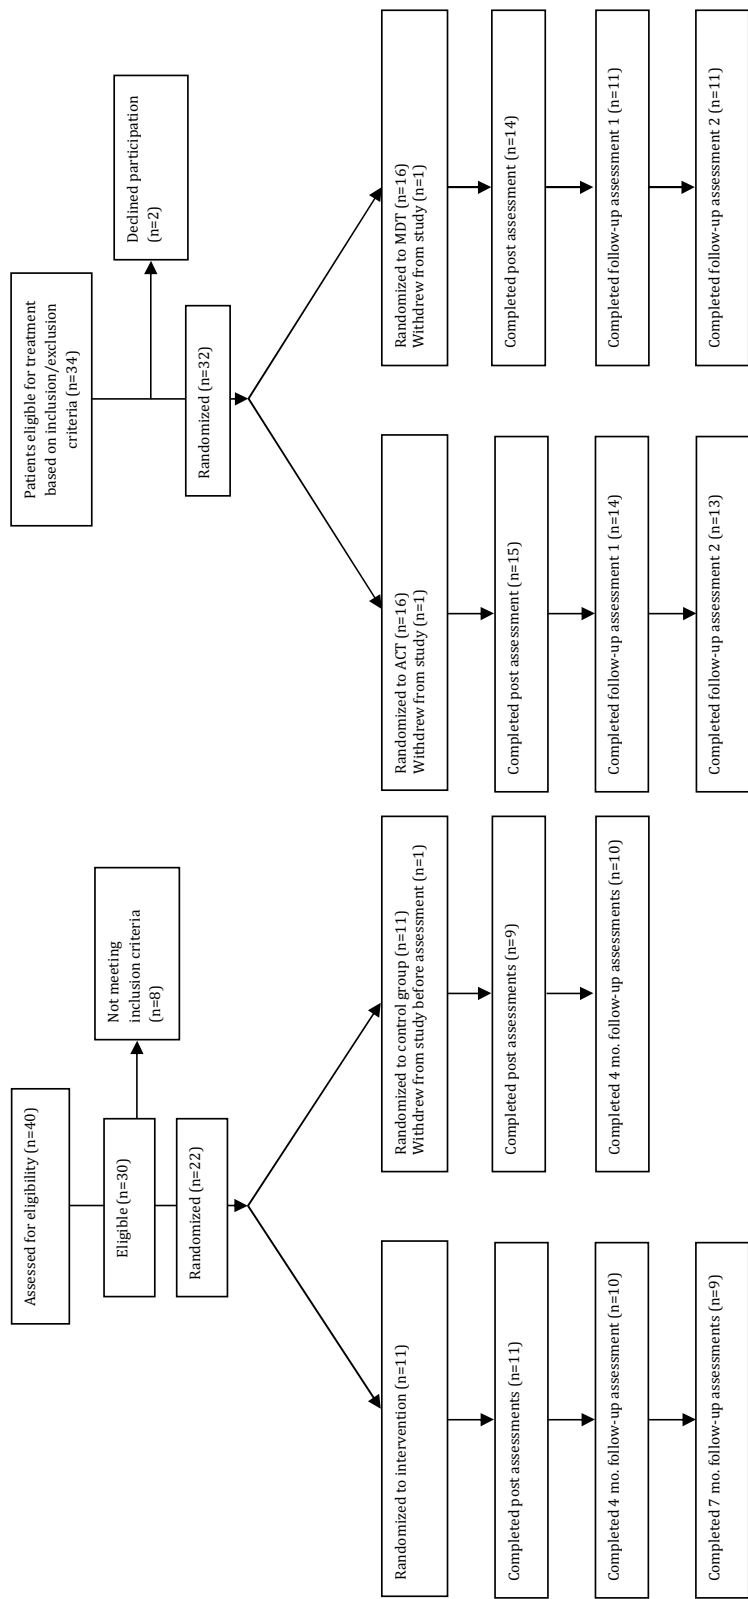 Assessed for eligibility (n=40)
Eligible (n=30)
Not meeting
inclusion criteria
(n=8)
Randomized (n=22)
Randomized to intervention (n=11)
Completed post assessments (n=11)
Completed 4 mo. follow-up assessment (n=10)
Completed 7 mo. follow-up assessments (n=9)
Randomized to control group (n=11)
Withdrew from study before assessment (n=1)
Completed post assessments (n=9)
Completed 4 mo. follow-up assessments (n=10)
Patients eligible for treatment
based on inclusion/exclusion
criteria (n=34)
Declined participation
(n=2)
Randomized (n=32)
Randomized to ACT (n=16)
Withdrew from study (n=1)
Completed post assessment (n=15)
Completed follow-up assessment 1 (n=14)
Completed follow-up assessment 2 (n=13)
Randomized to MDT (n=16)
Withdrew from study (n=1)
Completed post assessment (n=14)
Completed follow-up assessment 1 (n=11)
Completed follow-up assessment 2 (n=11)